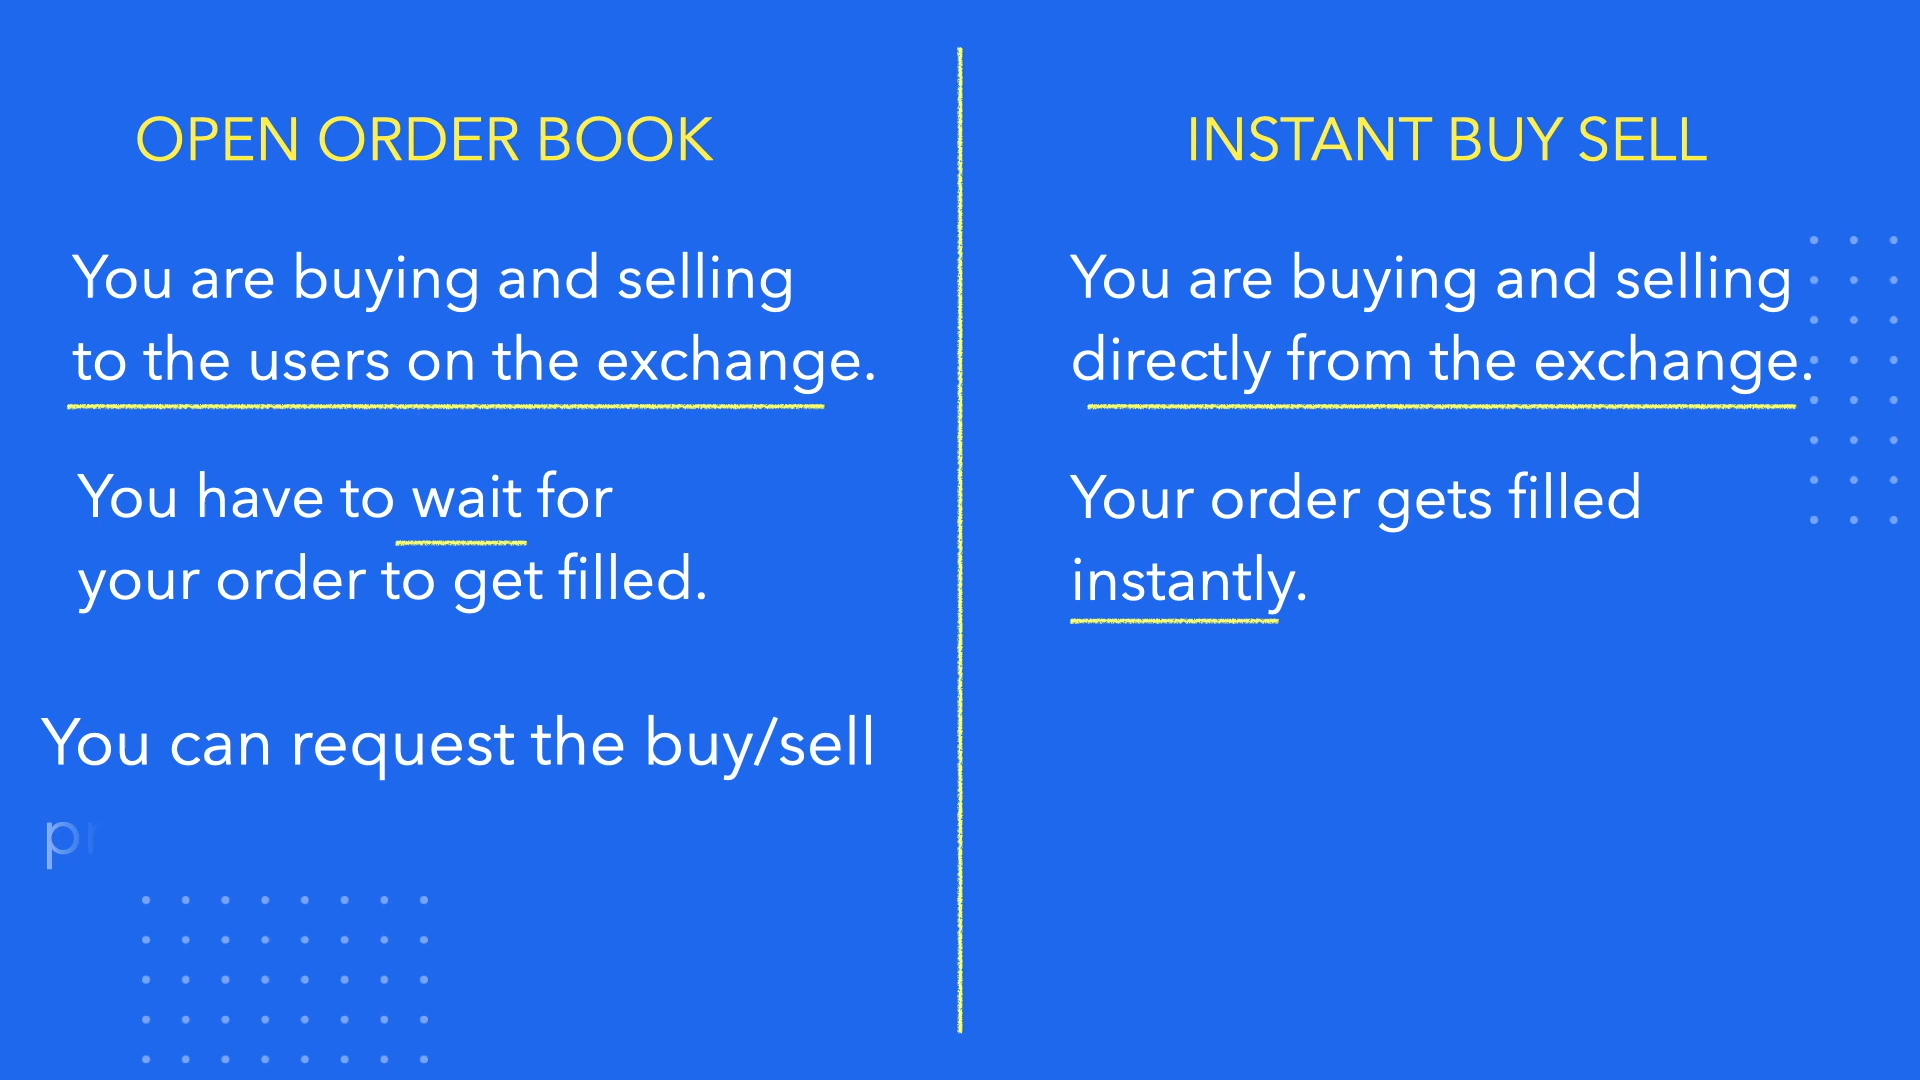 OPEN ORDER BOOK
You are buying and selling
to the users on the exchange.
You have to wait for
your order to get filled.
You can request the buy/sell
pr
INSTANT BUY SELL
You are buying and selling
directly from the exchange.
Your order gets filled
instantly.